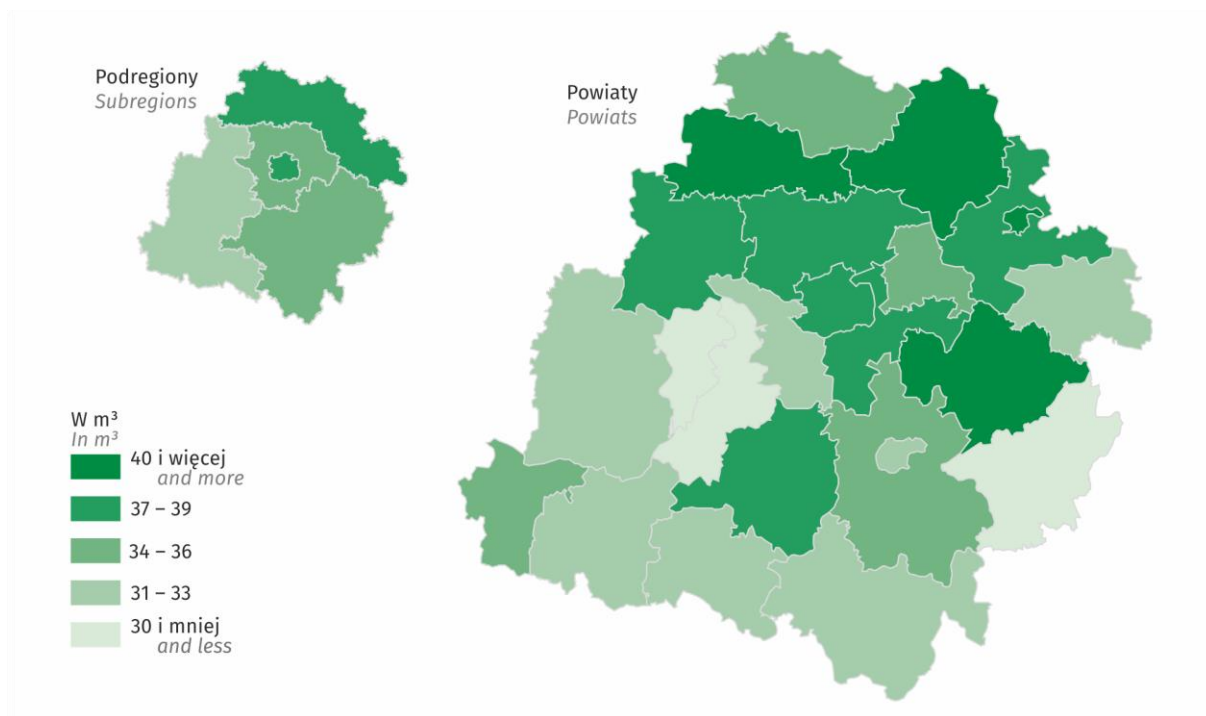 Podregiony
Subregions
Powiaty
Powiats
W m³
In m³
40 i więcej
and more
37 – 39
34 – 36
31 – 33
30 i mniej
and less